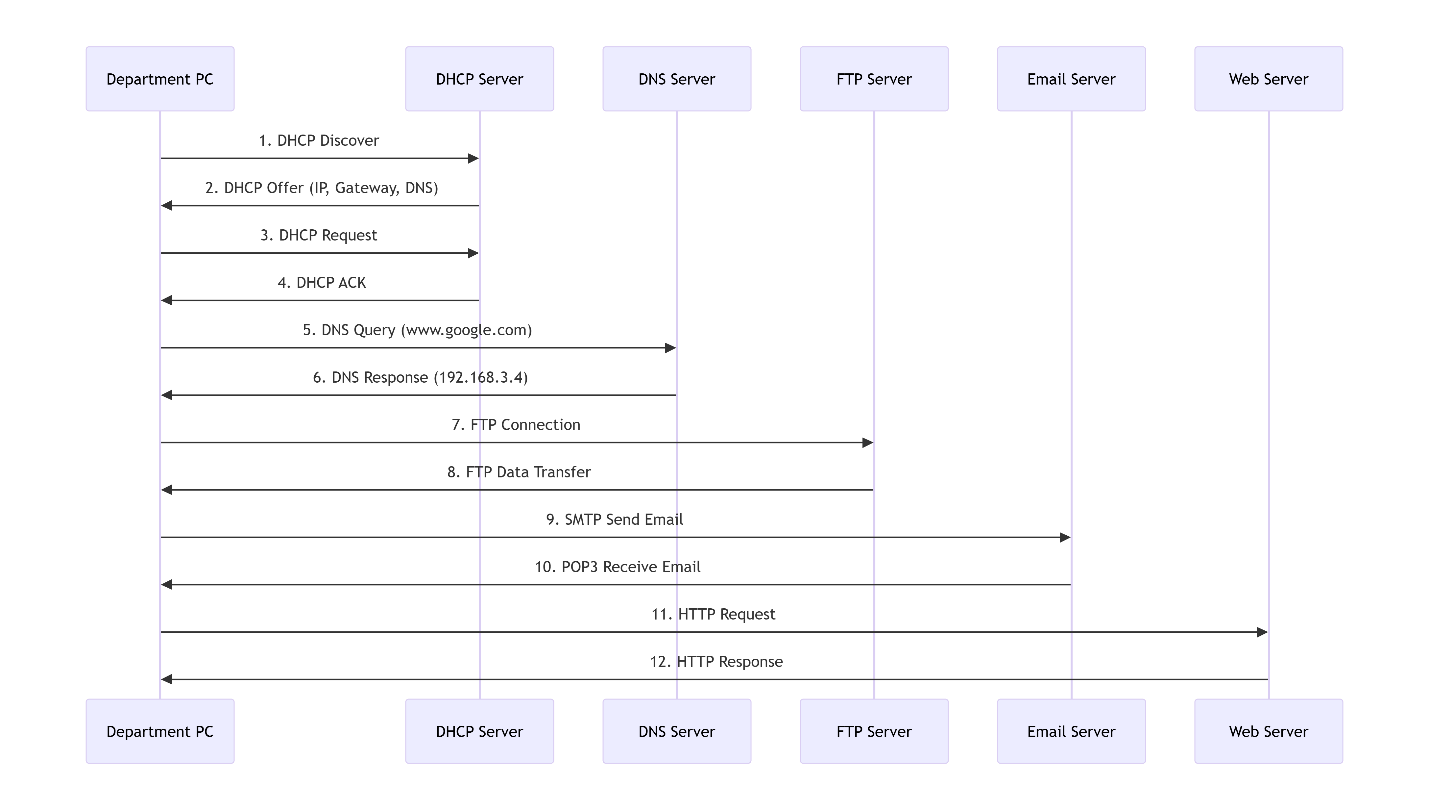 Department PC
DHCP Server
DNS Server
FTP Server
Email Server
Web Server
1. DHCP Discover
2. DHCP Offer (IP, Gateway, DNS)
3. DHCP Request
4. DHCP ACK
5. DNS Query (www.google.com)
6. DNS Response (192.168.3.4)
7. FTP Connection
8. FTP Data Transfer
9. SMTP Send Email
10. POP3 Receive Email
11. HTTP Request
12. HTTP Response
Department PC
DHCP Server
DNS Server
FTP Server
Email Server
Web Server